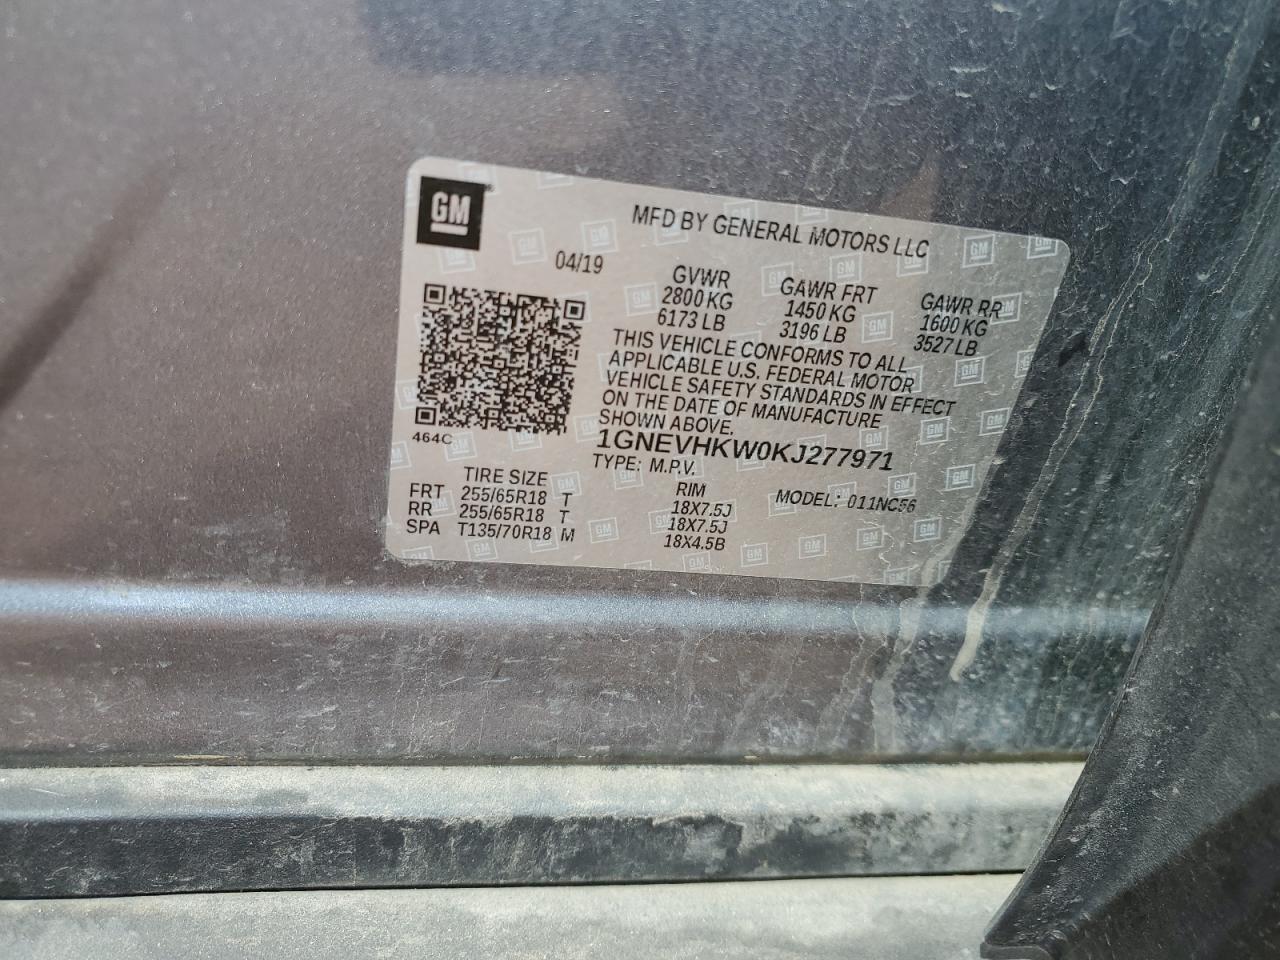 GM
MFD BY GENERAL MOTORS LLC
04/19
GVWR GAWR FRT GAWR RR
2800 KG 1450 KG 1600 KG
6173 LB 3196 LB 3527 LB
THIS VEHICLE CONFORMS TO ALL
APPLICABLE U.S. FEDERAL MOTOR
VEHICLE SAFETY STANDARDS IN EFFECT
ON THE DATE OF MANUFACTURE
SHOWN ABOVE.
464C
1GNEVHKW0KJ277971
TYPE: M.P.V. MODEL: 011NC56
TIRE SIZE RIM
FRT 255/65R18 T 18X7.5J
RR 255/65R18 T 18X7.5J
SPA T135/70R18 M 18X4.5B